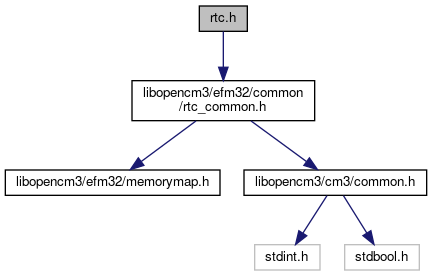 rtc.h
libopencm3/efm32/common
/rtc_common.h
libopencm3/efm32/memorymap.h
libopencm3/cm3/common.h
stdint.h
stdbool.h